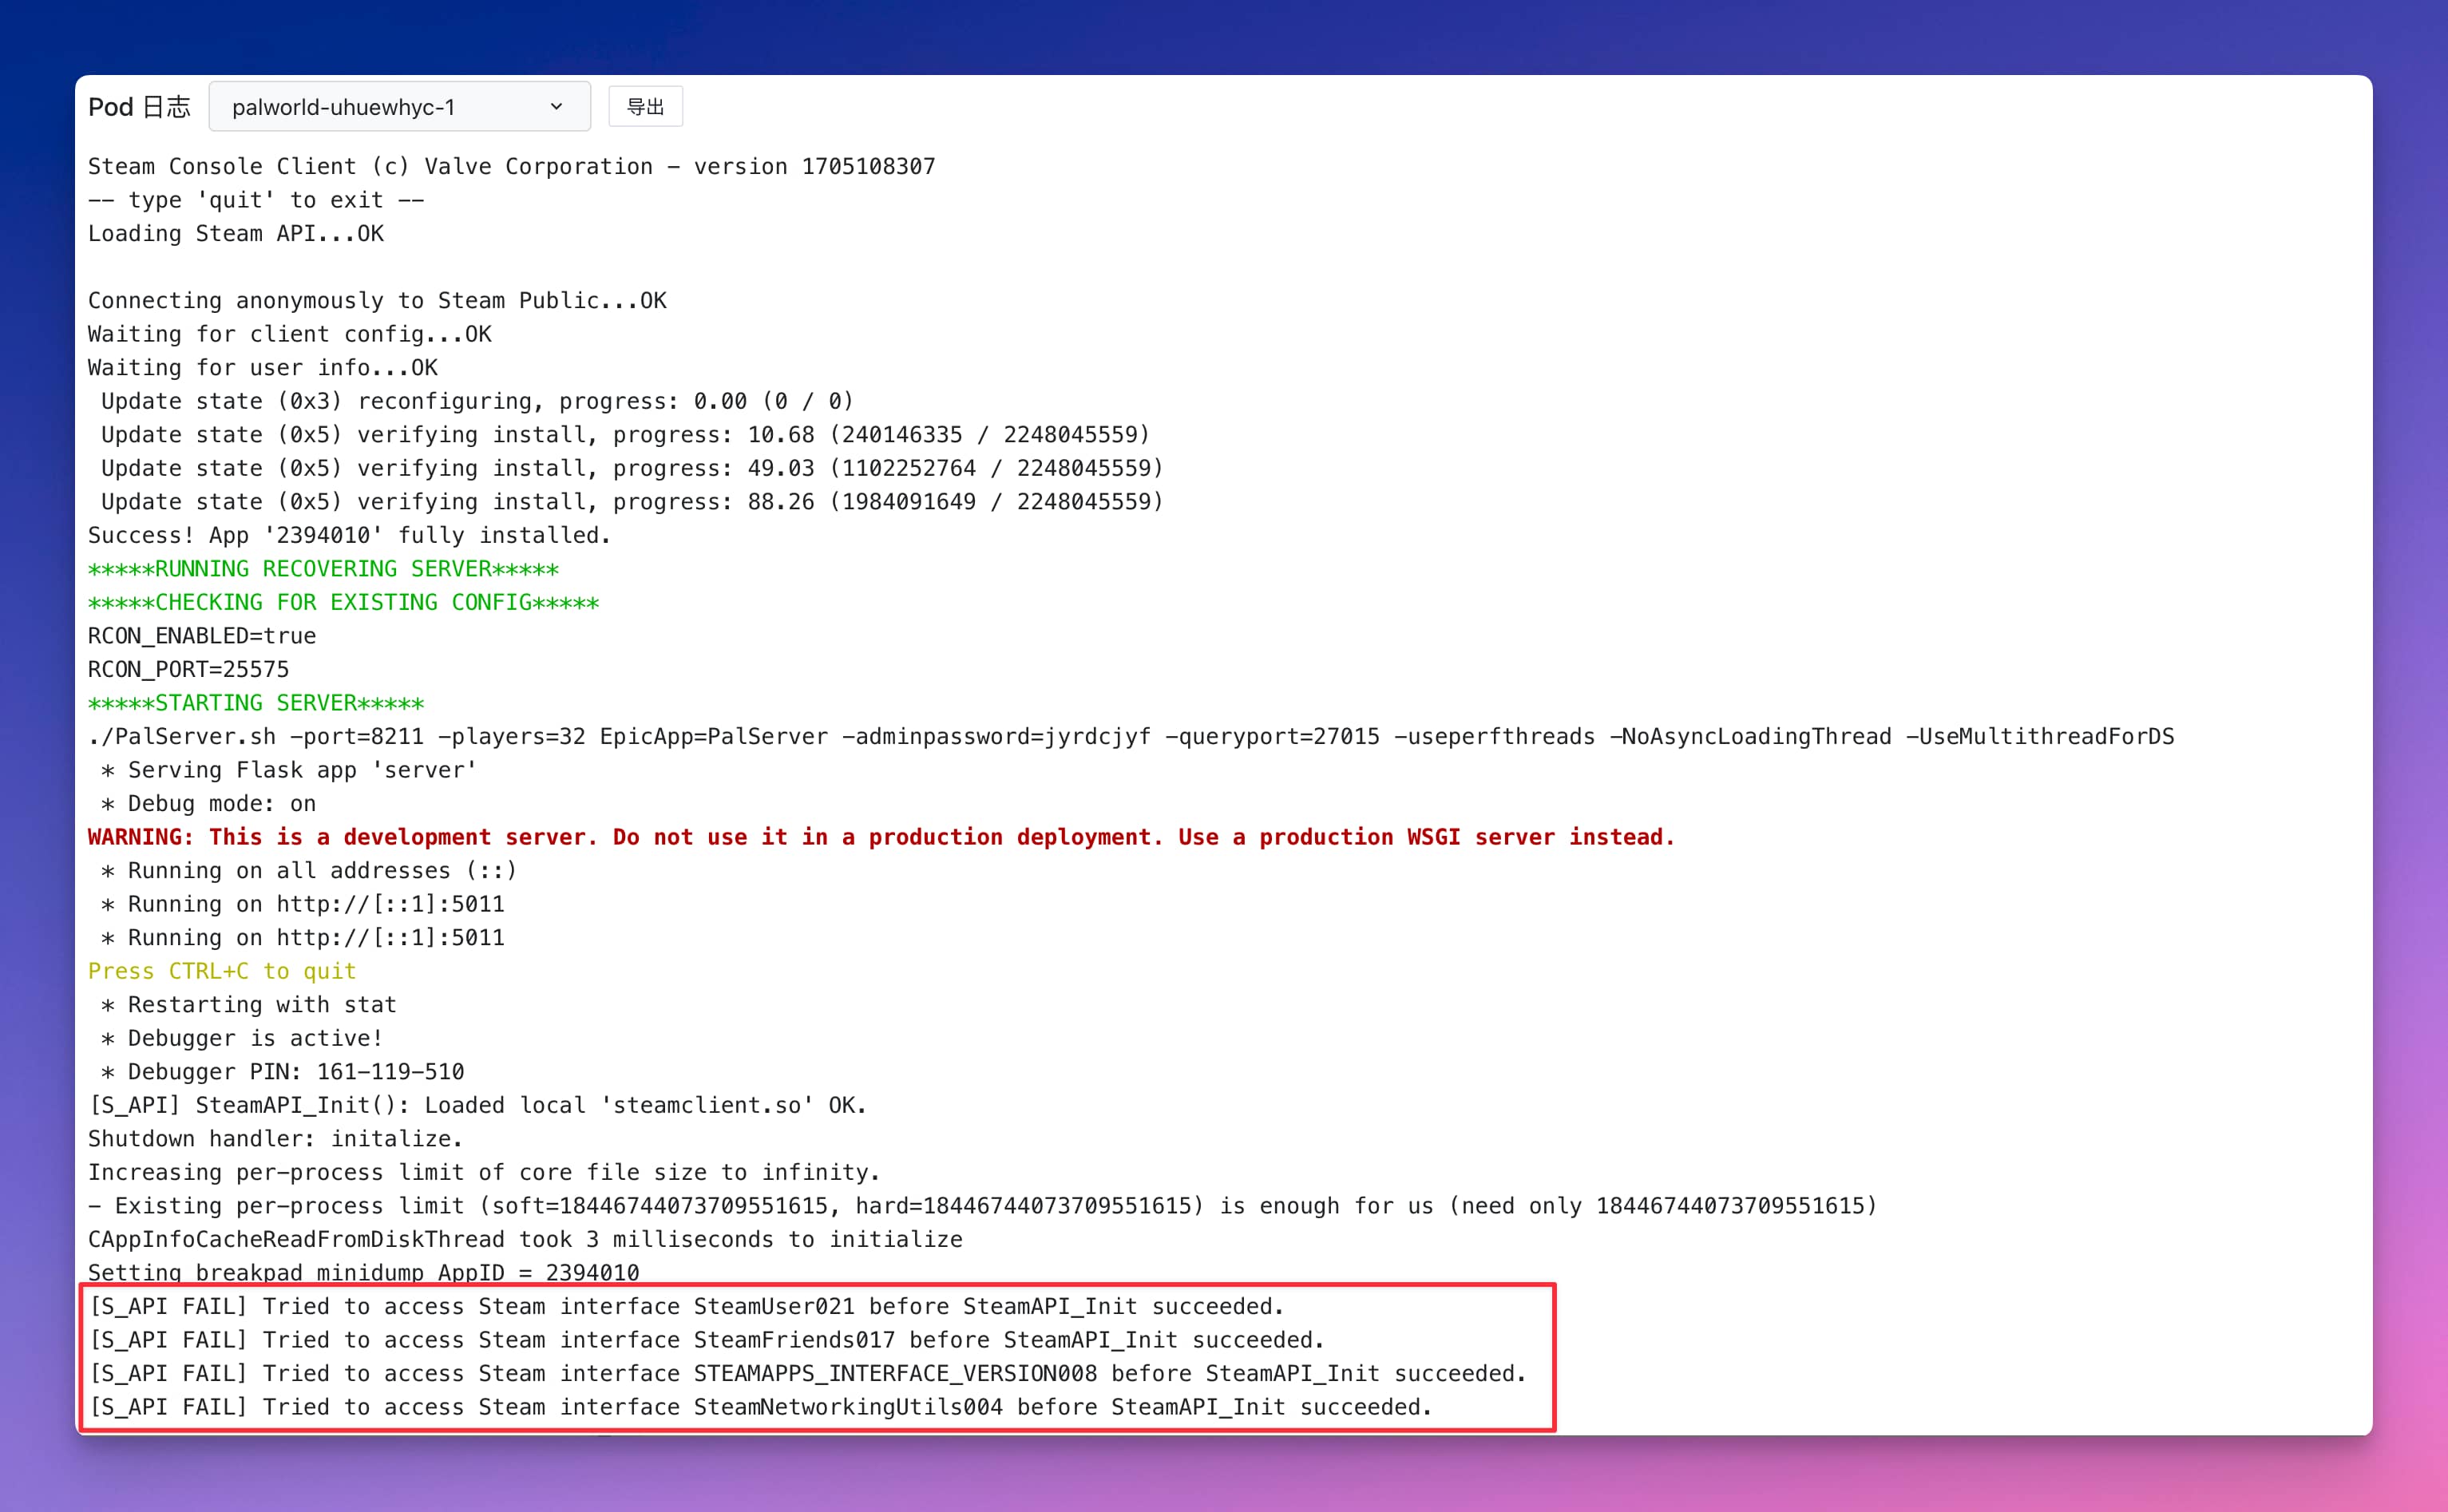 Pod 日志 palworld-uhuewhyc-1 导出
Steam Console Client (c) Valve Corporation - version 1705108307
-- type 'quit' to exit --
Loading Steam API...OK
Connecting anonymously to Steam Public...OK
Waiting for client config...OK
Waiting for user info...OK
Update state (0x3) reconfiguring, progress: 0.00 (0 / 0)
Update state (0x5) verifying install, progress: 10.68 (240146335 / 2248045559)
Update state (0x5) verifying install, progress: 49.03 (1102252764 / 2248045559)
Update state (0x5) verifying install, progress: 88.26 (1984091649 / 2248045559)
Success! App '2394010' fully installed.
*****RUNNING RECOVERING SERVER*****
*****CHECKING FOR EXISTING CONFIG*****
RCON_ENABLED=true
RCON_PORT=25575
*****STARTING SERVER*****
./PalServer.sh -port=8211 -players=32 EpicApp=PalServer -adminpassword=jyrdcjyf -queryport=27015 -useperfthreads -NoAsyncLoadingThread -UseMultithreadForDS
* Serving Flask app 'server'
* Debug mode: on
WARNING: This is a development server. Do not use it in a production deployment. Use a production WSGI server instead.
* Running on all addresses (::)
* Running on http://[::1]:5011
* Running on http://[::1]:5011
Press CTRL+C to quit
* Restarting with stat
* Debugger is active!
* Debugger PIN: 161-119-510
[S_API] SteamAPI_Init(): Loaded local 'steamclient.so' OK.
Shutdown handler: initalize.
Increasing per-process limit of core file size to infinity.
- Existing per-process limit (soft=18446744073709551615, hard=18446744073709551615) is enough for us (need only 18446744073709551615)
CAppInfoCacheReadFromDiskThread took 3 milliseconds to initialize
Setting breakpad minidump AppID = 2394010
[S_API FAIL] Tried to access Steam interface SteamUser021 before SteamAPI_Init succeeded.
[S_API FAIL] Tried to access Steam interface SteamFriends017 before SteamAPI_Init succeeded.
[S_API FAIL] Tried to access Steam interface STEAMAPPS_INTERFACE_VERSION008 before SteamAPI_Init succeeded.
[S_API FAIL] Tried to access Steam interface SteamNetworkingUtils004 before SteamAPI_Init succeeded.